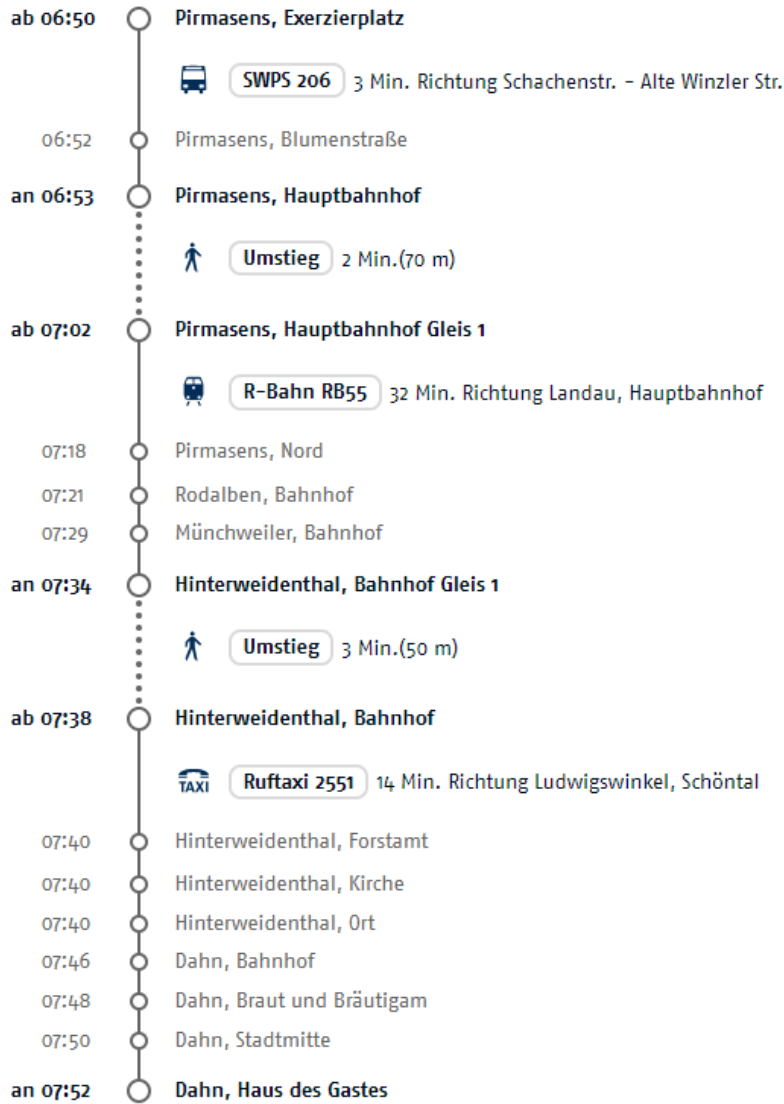 ab 06:50 Pirmasens, Exerzierplatz
SWPS 206 3 Min. Richtung Schachenstr. - Alte Winzler Str.
06:52 Pirmasens, Blumenstraße
an 06:53 Pirmasens, Hauptbahnhof
Umstieg 2 Min.(70 m)
ab 07:02 Pirmasens, Hauptbahnhof Gleis 1
R-Bahn RB55 32 Min. Richtung Landau, Hauptbahnhof
07:18 Pirmasens, Nord
07:21 Rodalben, Bahnhof
07:29 Münchweiler, Bahnhof
an 07:34 Hinterweidenthal, Bahnhof Gleis 1
Umstieg 3 Min.(50 m)
ab 07:38 Hinterweidenthal, Bahnhof
TAXI Ruftaxi 2551 14 Min. Richtung Ludwigswinkel, Schöntal
07:40 Hinterweidenthal, Forstamt
07:40 Hinterweidenthal, Kirche
07:40 Hinterweidenthal, Ort
07:46 Dahn, Bahnhof
07:48 Dahn, Braut und Bräutigam
07:50 Dahn, Stadtmitte
an 07:52 Dahn, Haus des Gastes